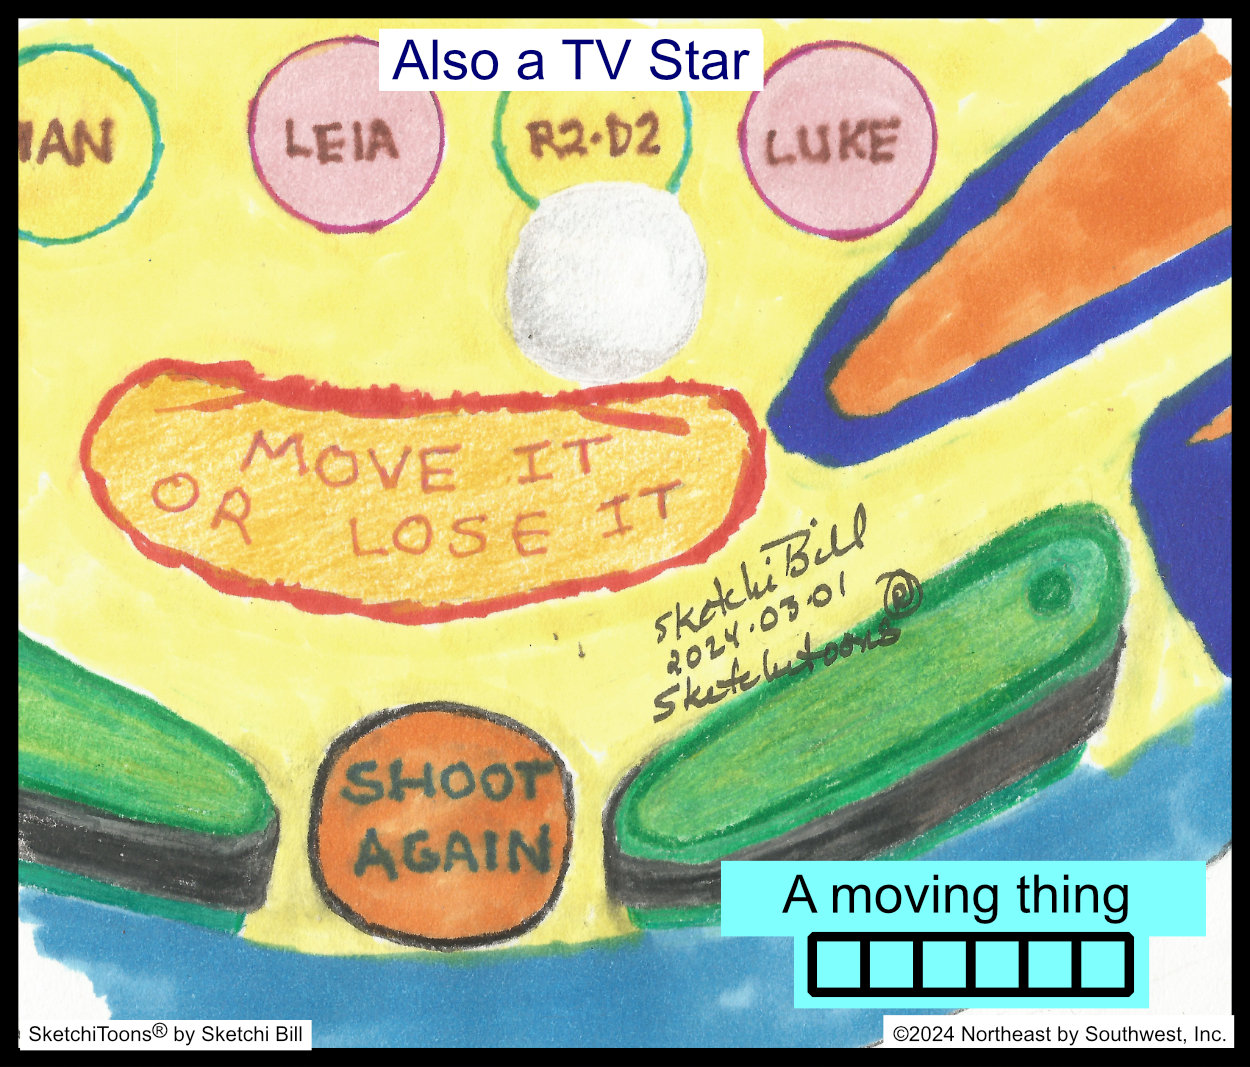 Also a TV Star
LEIA
R2·D2
LUKE
MOVE IT
OR LOSE IT
SketchiBill
2024.03.01
Sketchitoons ®
SHOOT
AGAIN
A moving thing
SketchiToons® by Sketchi Bill
©2024 Northeast by Southwest, Inc.